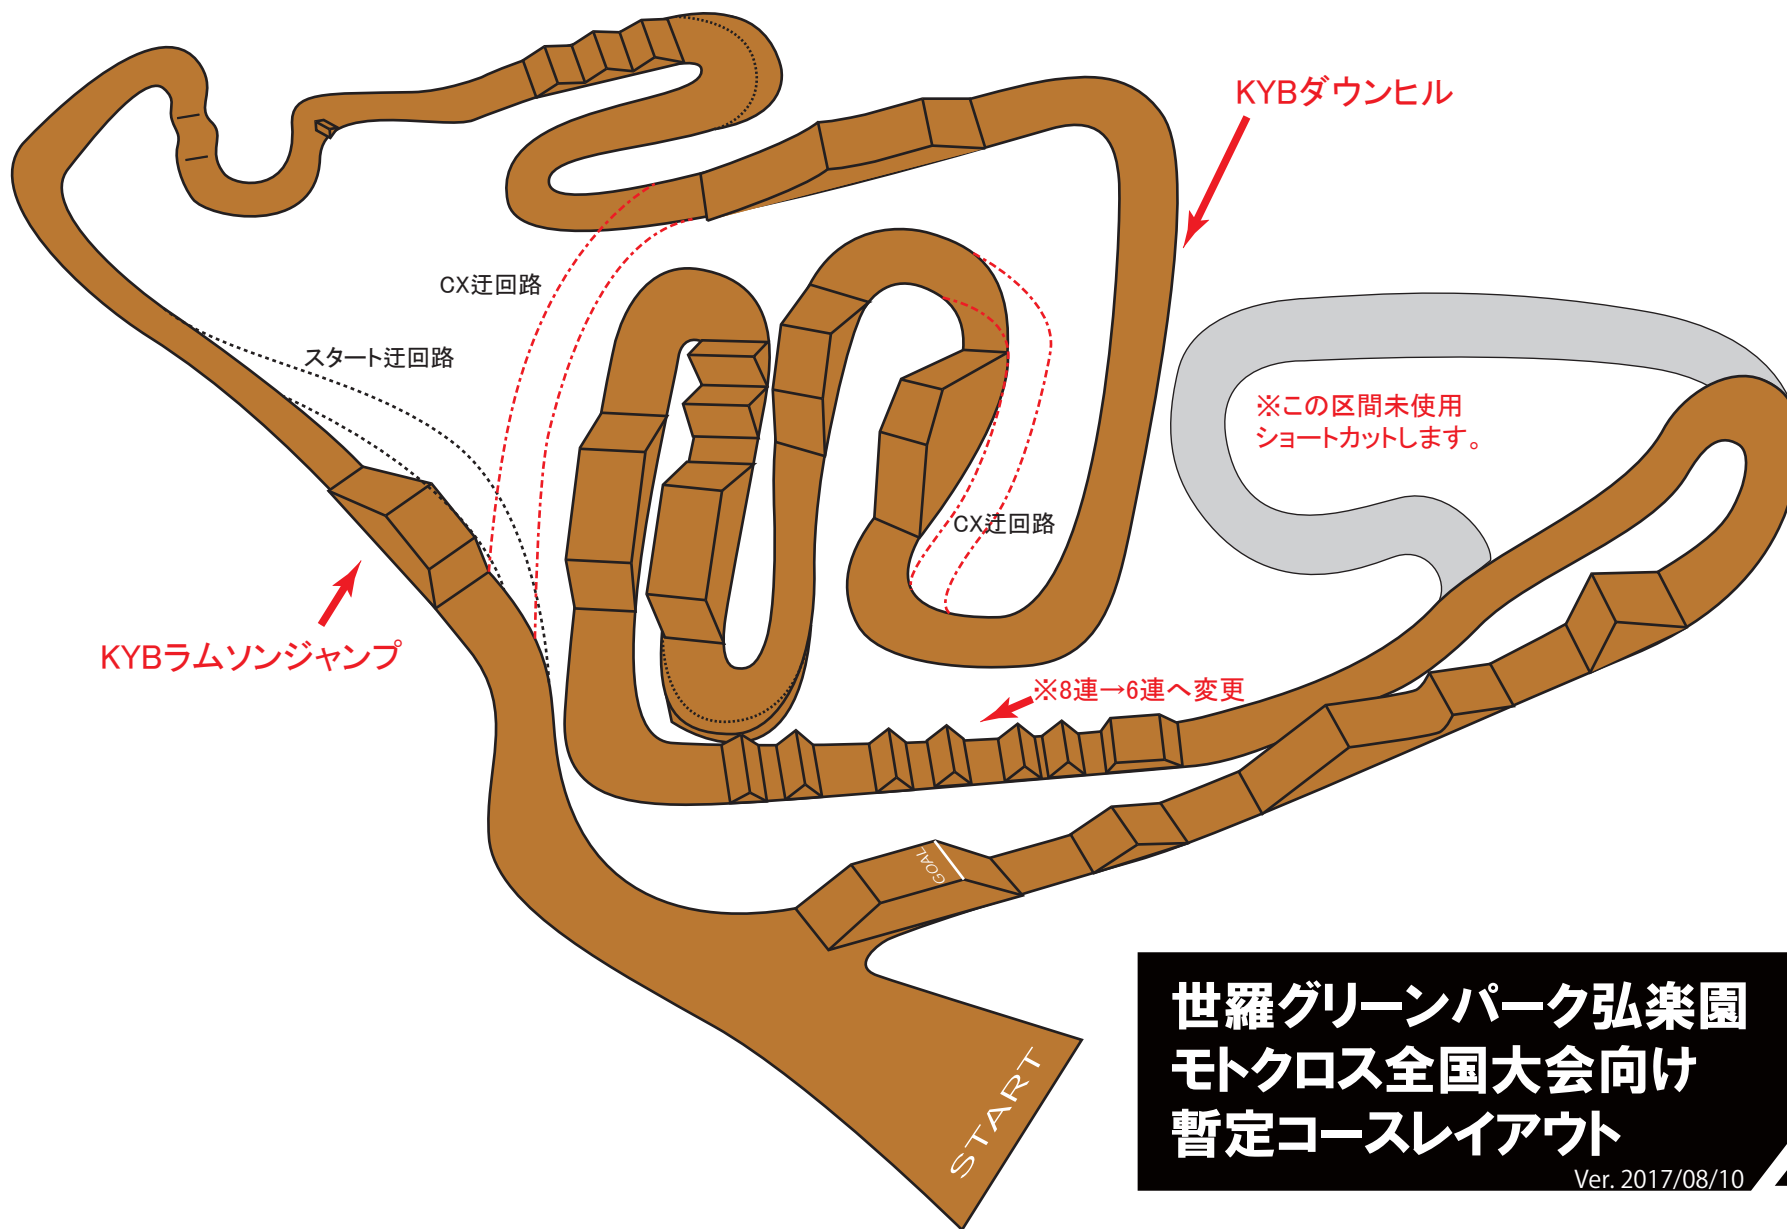 KYBダウンヒル
CX迂回路
スタート迂回路
※この区間未使用
ショートカットします。
CX迂回路
KYBラムソンジャンプ
※8連→6連へ変更
GOAL
START
世羅グリーンパーク弘楽園
モトクロス全国大会向け
暫定コースレイアウト
Ver. 2017/08/10